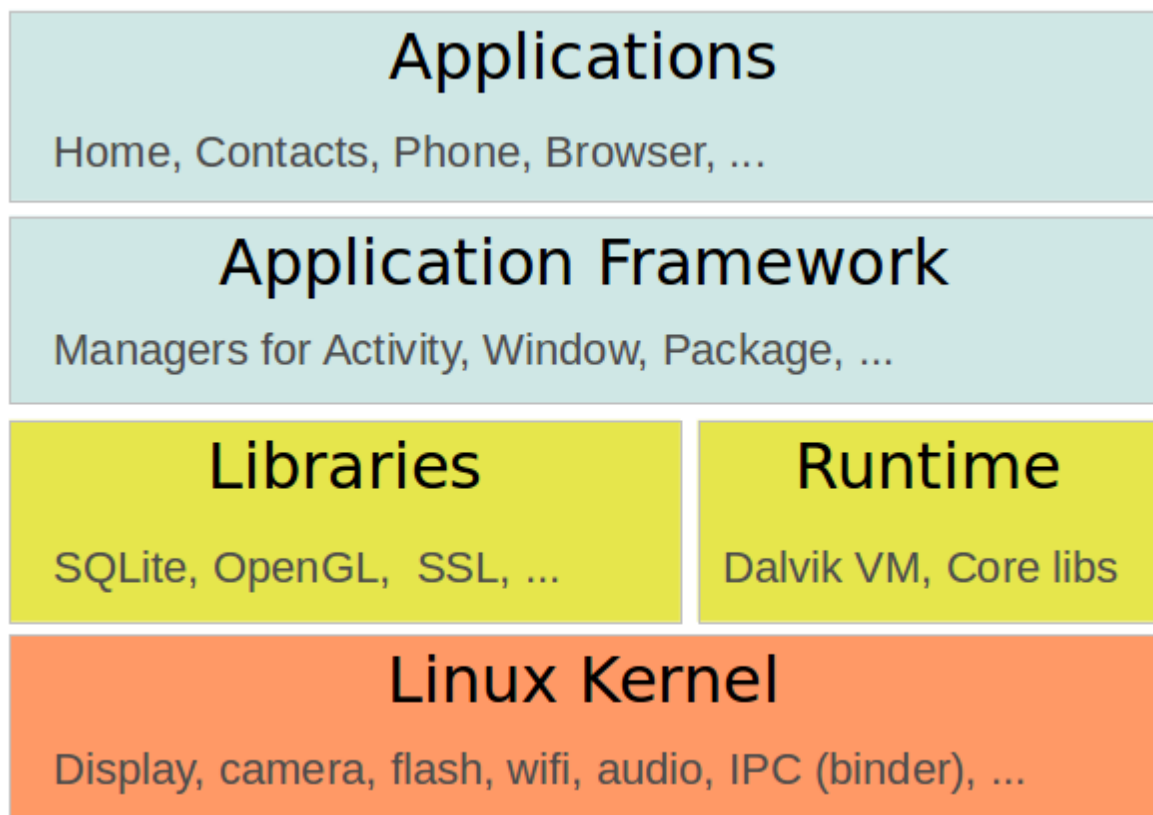 Applications
Home, Contacts, Phone, Browser, ...
Application Framework
Managers for Activity, Window, Package, ...
Libraries
SQLite, OpenGL,  SSL, ...
Runtime
Dalvik VM, Core libs
Linux Kernel
Display, camera, flash, wifi, audio, IPC (binder), ...